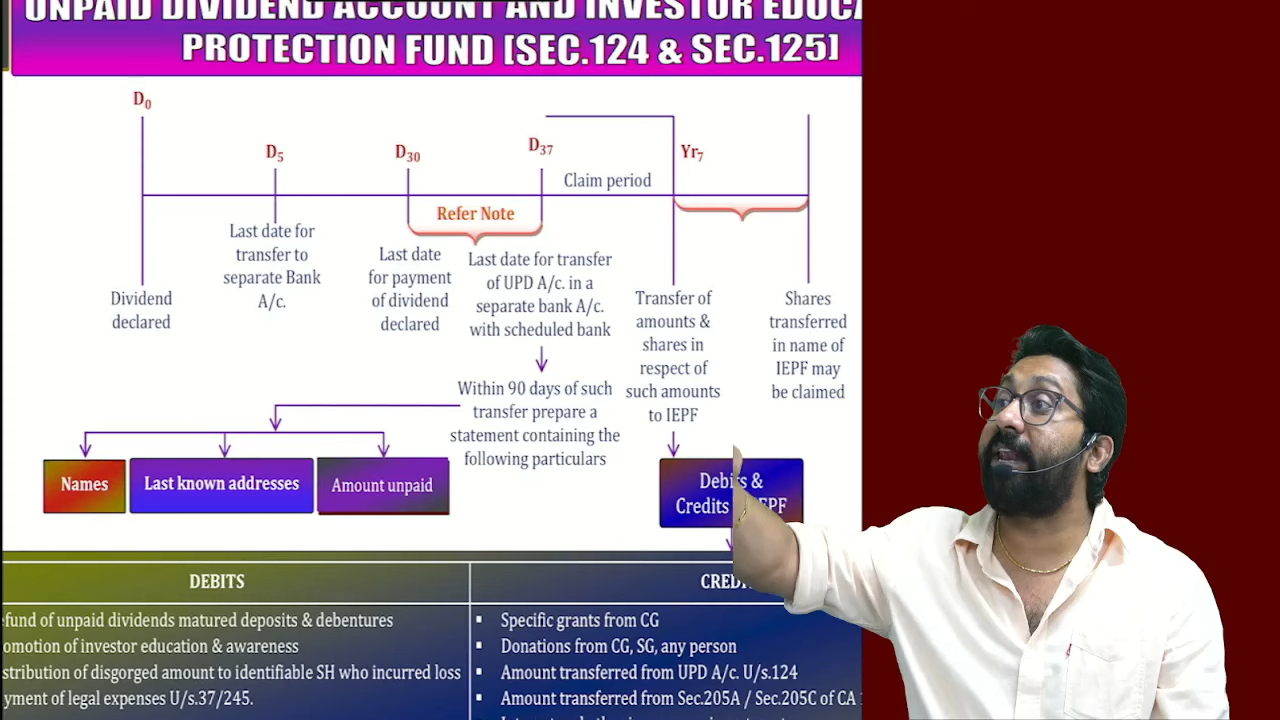 UNPAID DIVIDEND ACCOUNT AND INVESTOR EDUCA
PROTECTION FUND [SEC.124 & SEC.125]
D0
D5
D30
D37
Yr7
Claim period
Refer Note
Dividend
declared
Last date for
transfer to
separate Bank
A/c.
Last date
for payment
of dividend
declared
Last date for transfer
of UPD A/c. in a
separate bank A/c.
with scheduled bank
Transfer of
amounts &
shares in
respect of
such amounts
to IEPF
Shares
transferred
in name of
IEPF may
be claimed
Within 90 days of such
transfer prepare a
statement containing the
following particulars
Names
Last known addresses
Amount unpaid
Debits &
Credits
DEBITS
efund of unpaid dividends matured deposits & debentures
omotion of investor education & awareness
stribution of disgorged amount to identifiable SH who incurred loss
yment of legal expenses U/s.37/245.
CREDI
Specific grants from CG
Donations from CG, SG, any person
Amount transferred from UPD A/c. U/s.124
Amount transferred from Sec.205A / Sec.205C of CA